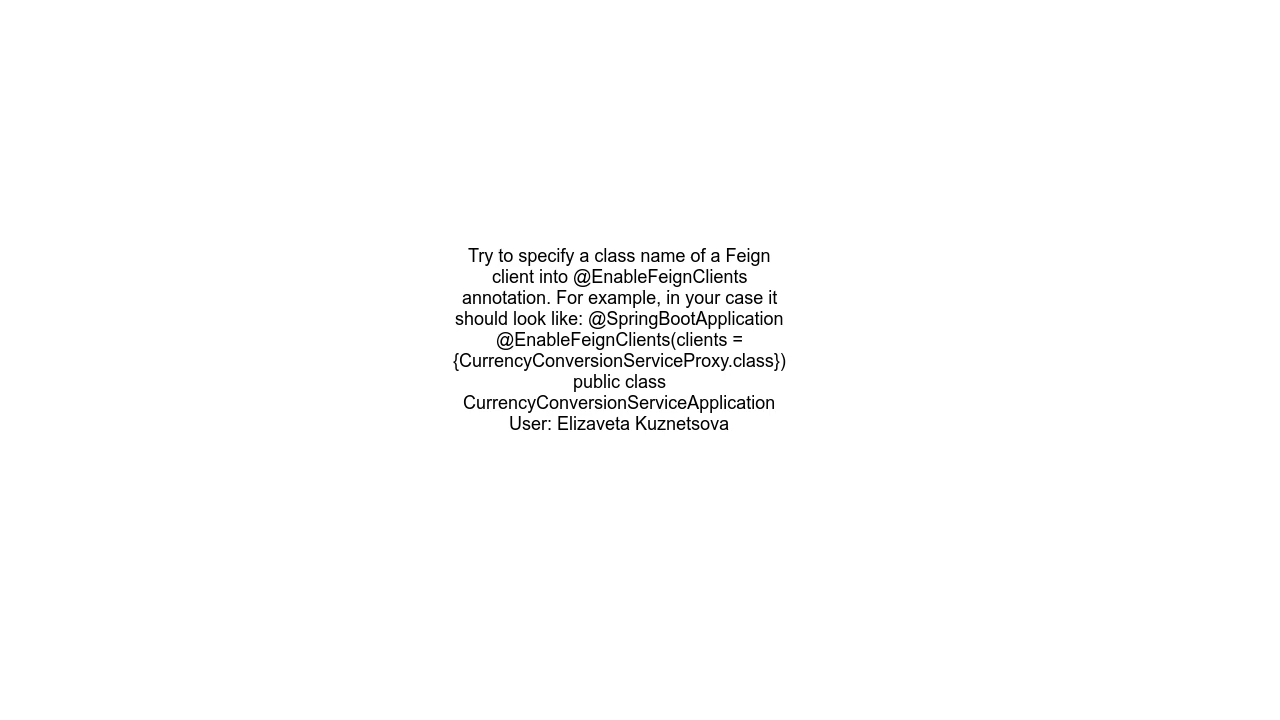 Try to specify a class name of a Feign
client into @EnableFeignClients
annotation. For example, in your case it
should look like: @SpringBootApplication
@EnableFeignClients(clients =
{CurrencyConversionServiceProxy.class})
public class
CurrencyConversionServiceApplication
User: Elizaveta Kuznetsova